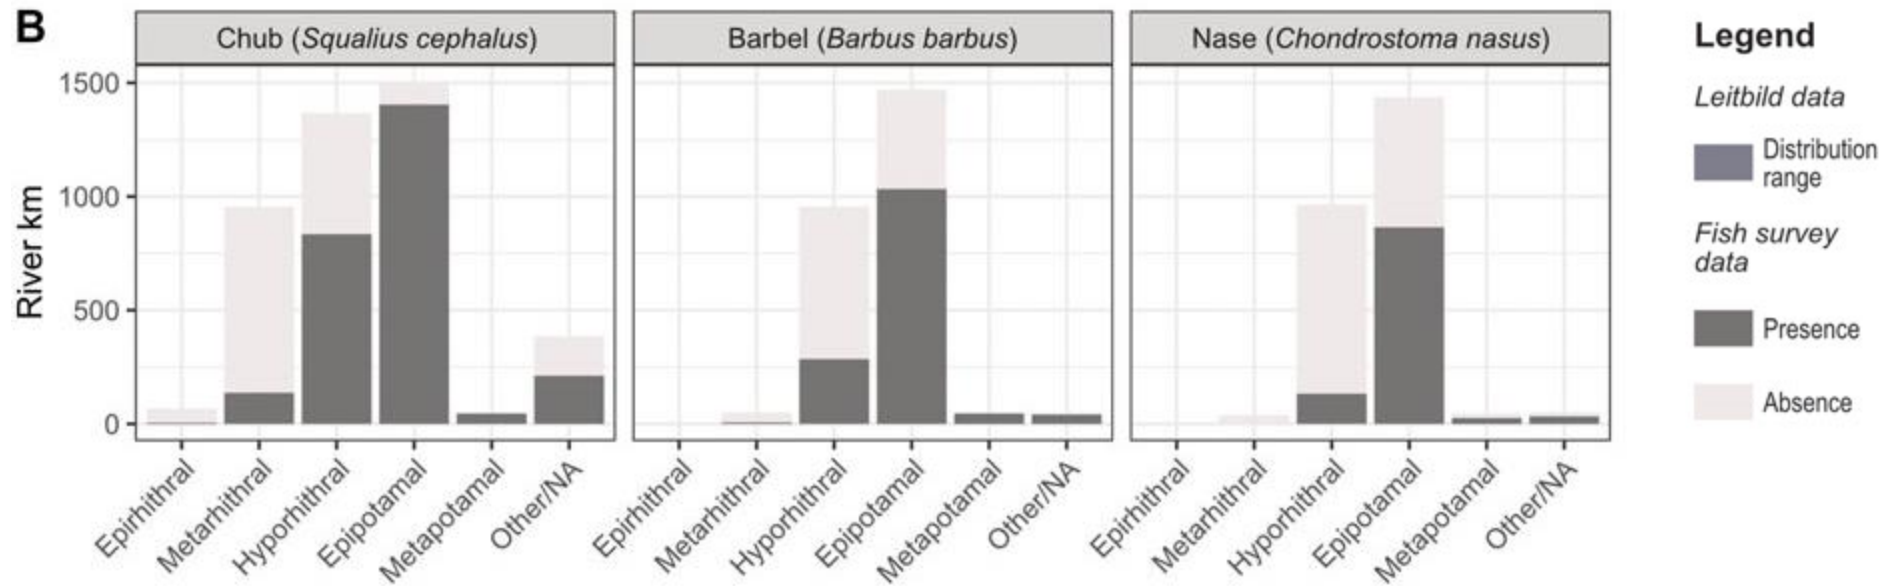 B
Chub (Squalius cephalus)
Barbel (Barbus barbus)
Nase (Chondrostoma nasus)
River km
1500
1000
500
0
Epirhithral
Metarhithral
Hyporhithral
Epipotamal
Metapotamal
Other/NA
Epirhithral
Metarhithral
Hyporhithral
Epipotamal
Metapotamal
Other/NA
Epirhithral
Metarhithral
Hyporhithral
Epipotamal
Metapotamal
Other/NA
Legend
Leitbild data
Distribution
range
Fish survey
data
Presence
Absence